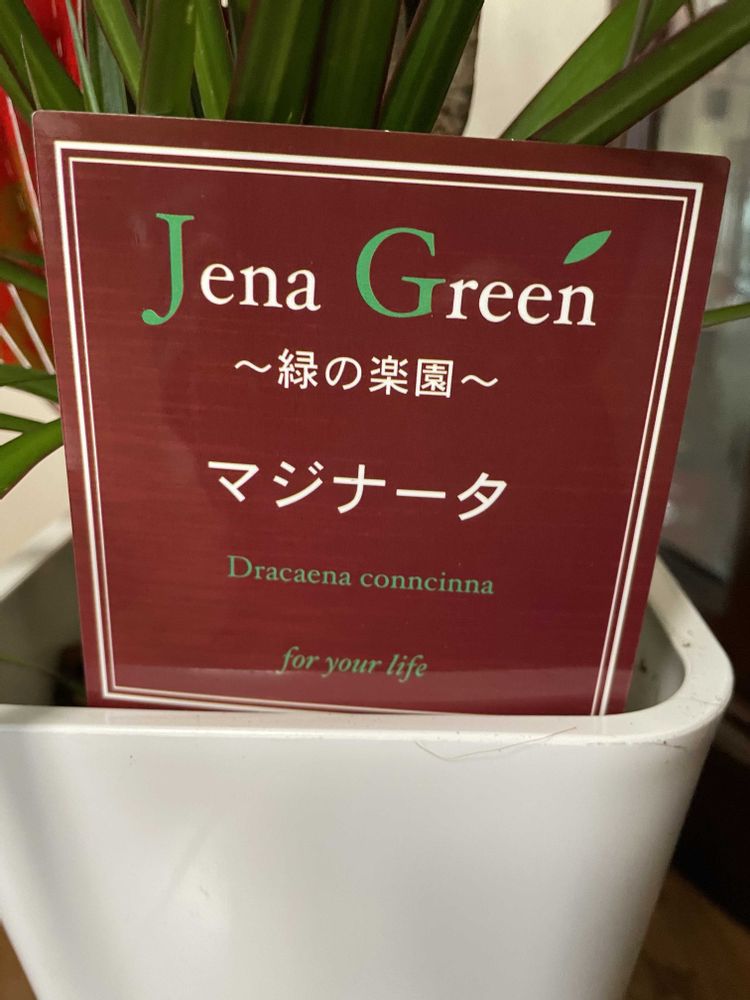 Jena Green
～緑の楽園～
マジナータ
Dracaena conncinna
for your life